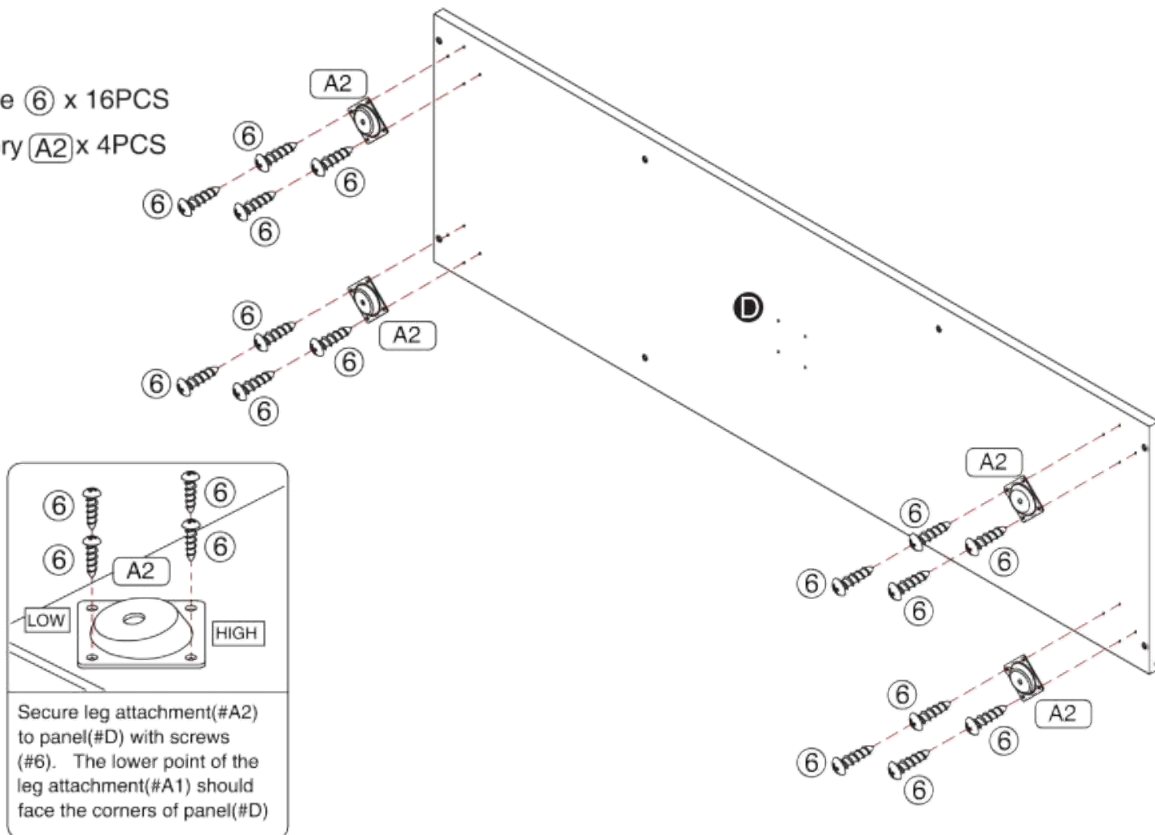 e ⑥ x 16PCS
ry A2 x 4PCS
A2
⑥
⑥
⑥
⑥
⑥
A2
⑥
⑥
⑥
D
A2
⑥
⑥
⑥
⑥
⑥
A2
⑥
⑥
⑥
⑥
⑥
⑥
⑥
A2
LOW
HIGH
Secure leg attachment(#A2)
to panel(#D) with screws
(#6). The lower point of the
leg attachment(#A1) should
face the corners of panel(#D)